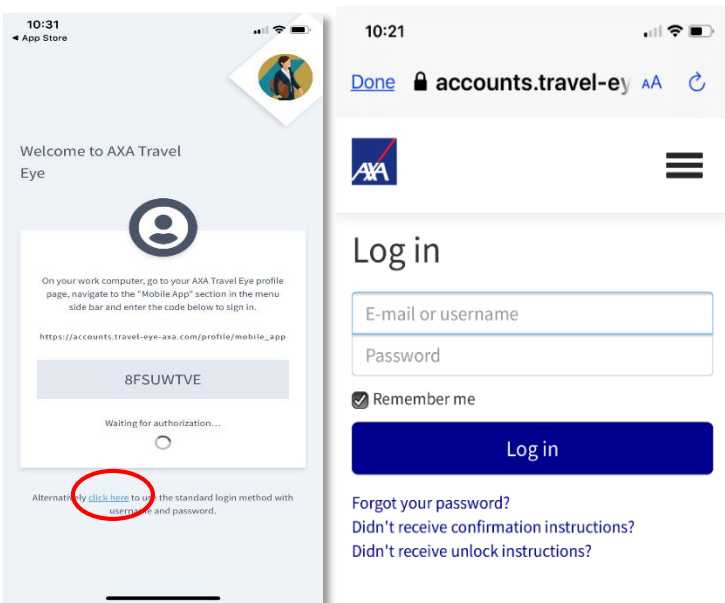 10:31
◄ App Store
Welcome to AXA Travel
Eye
On your work computer, go to your AXA Travel Eye profile
page, navigate to the "Mobile App" section in the menu
side bar and enter the code below to sign in.
https://accounts.travel-eye-axa.com/profile/mobile_app
8FSUWTVE
Waiting for authorization...
Alternatively click here to use the standard login method with
username and password.
10:21
Done accounts.travel-ey AA
AXA
Log in
E-mail or username
Password
Remember me
Log in
Forgot your password?
Didn't receive confirmation instructions?
Didn't receive unlock instructions?